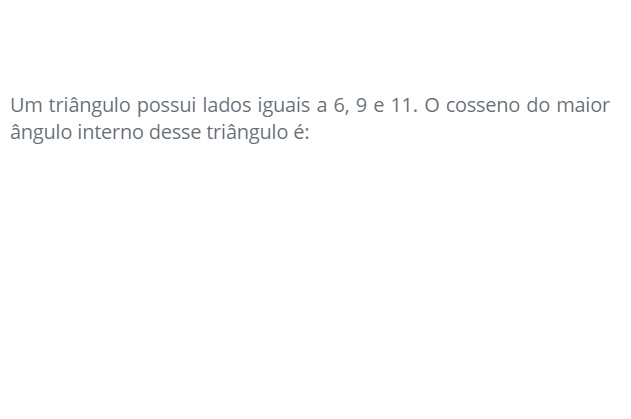 Um triângulo possui lados iguais a 6, 9 e 11. O cosseno do maior
ângulo interno desse triângulo é: